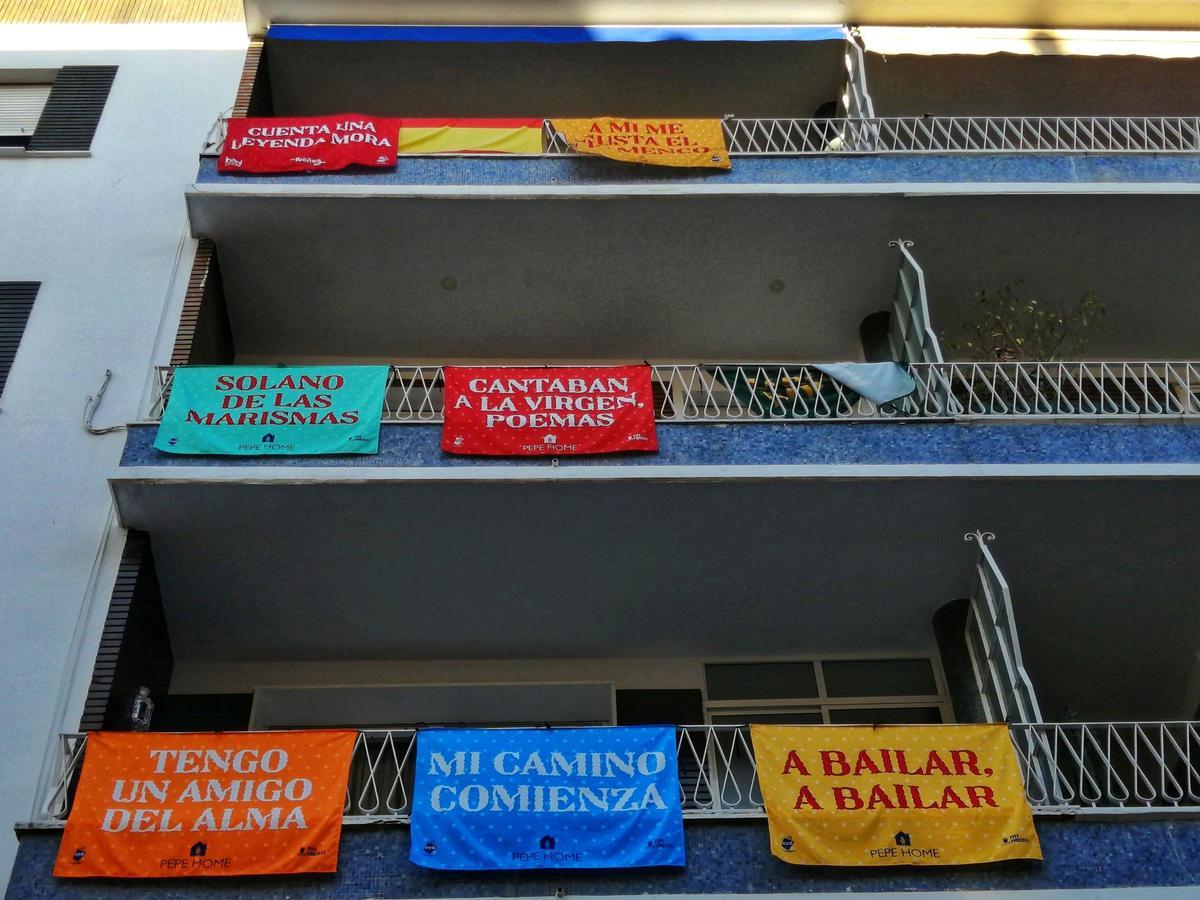 CUENTA UNA
LEYENDA MORA
A MI ME
GUSTA EL
SOLANO
DE LAS
MARISMAS
PEPE HOME
CANTABAN
A LA VIRGEN,
POEMAS
PEPE HOME
TENGO
UN AMIGO
DEL ALMA
PEPE HOME
MI CAMINO
COMIENZA
PEPE HOME
A BAILAR,
A BAILAR
PEPE HOME